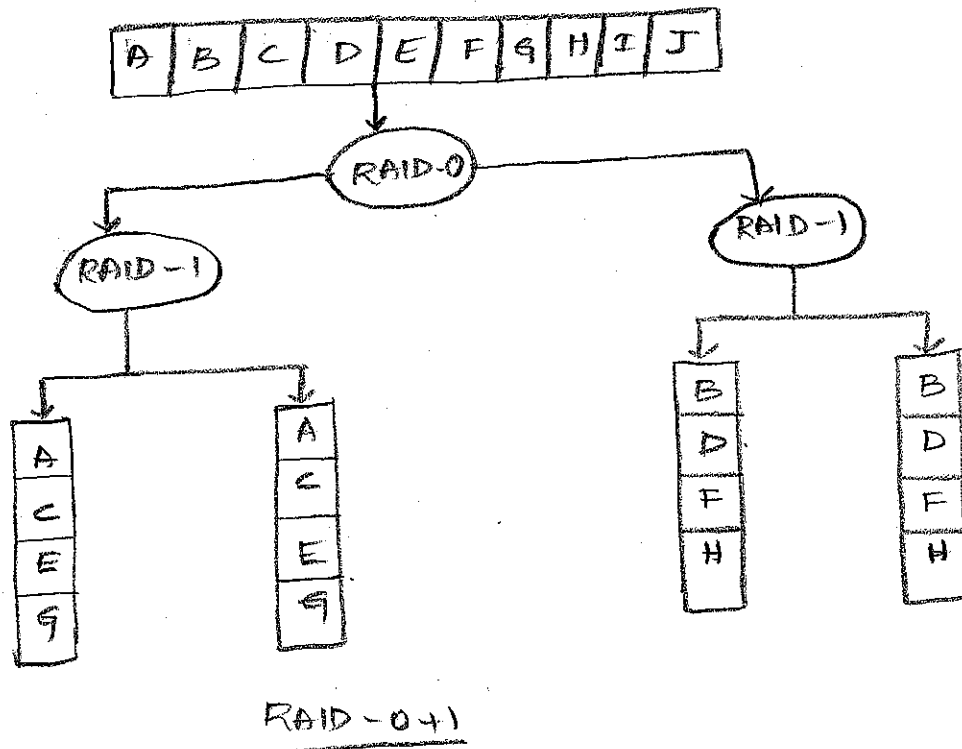 A B C D E F G H I J
RAID-0
RAID-1
RAID-1
A
C
E
G
A
C
E
G
B
D
F
H
B
D
F
H
RAID-0+1